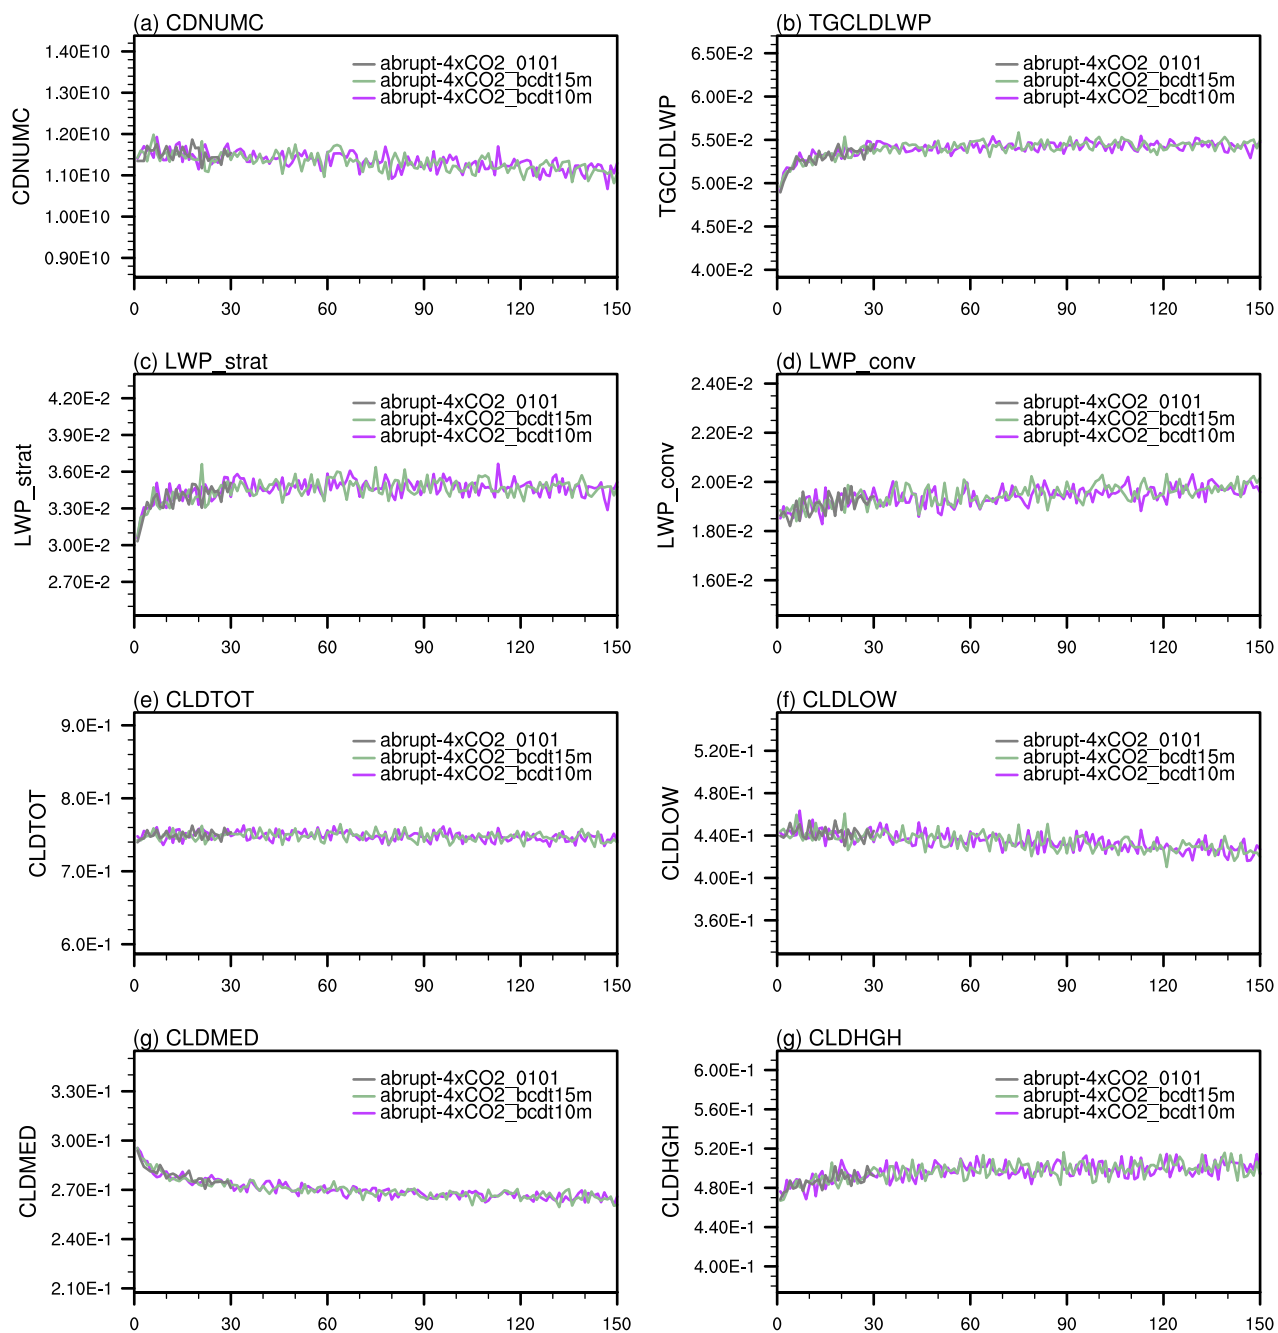 (a) CDNUMC
1.40E10
1.30E10
1.20E10
1.10E10
1.00E10
0.90E10
CDNUMC
abrupt-4xCO2_0101
abrupt-4xCO2_bcdt15m
abrupt-4xCO2_bcdt10m
0 30 60 90 120 150
(b) TGCLDLWP
6.50E-2
6.00E-2
5.50E-2
5.00E-2
4.50E-2
4.00E-2
TGCLDLWP
abrupt-4xCO2_0101
abrupt-4xCO2_bcdt15m
abrupt-4xCO2_bcdt10m
0 30 60 90 120 150
(c) LWP_strat
4.20E-2
3.90E-2
3.60E-2
3.30E-2
3.00E-2
2.70E-2
LWP_strat
abrupt-4xCO2_0101
abrupt-4xCO2_bcdt15m
abrupt-4xCO2_bcdt10m
0 30 60 90 120 150
(d) LWP_conv
2.40E-2
2.20E-2
2.00E-2
1.80E-2
1.60E-2
LWP_conv
abrupt-4xCO2_0101
abrupt-4xCO2_bcdt15m
abrupt-4xCO2_bcdt10m
0 30 60 90 120 150
(e) CLDTOT
9.0E-1
8.0E-1
7.0E-1
6.0E-1
CLDTOT
abrupt-4xCO2_0101
abrupt-4xCO2_bcdt15m
abrupt-4xCO2_bcdt10m
0 30 60 90 120 150
(f) CLDLOW
5.20E-1
4.80E-1
4.40E-1
4.00E-1
3.60E-1
CLDLOW
abrupt-4xCO2_0101
abrupt-4xCO2_bcdt15m
abrupt-4xCO2_bcdt10m
0 30 60 90 120 150
(g) CLDMED
3.30E-1
3.00E-1
2.70E-1
2.40E-1
2.10E-1
CLDMED
abrupt-4xCO2_0101
abrupt-4xCO2_bcdt15m
abrupt-4xCO2_bcdt10m
0 30 60 90 120 150
(g) CLDHGH
6.00E-1
5.60E-1
5.20E-1
4.80E-1
4.40E-1
4.00E-1
CLDHGH
abrupt-4xCO2_0101
abrupt-4xCO2_bcdt15m
abrupt-4xCO2_bcdt10m
0 30 60 90 120 150